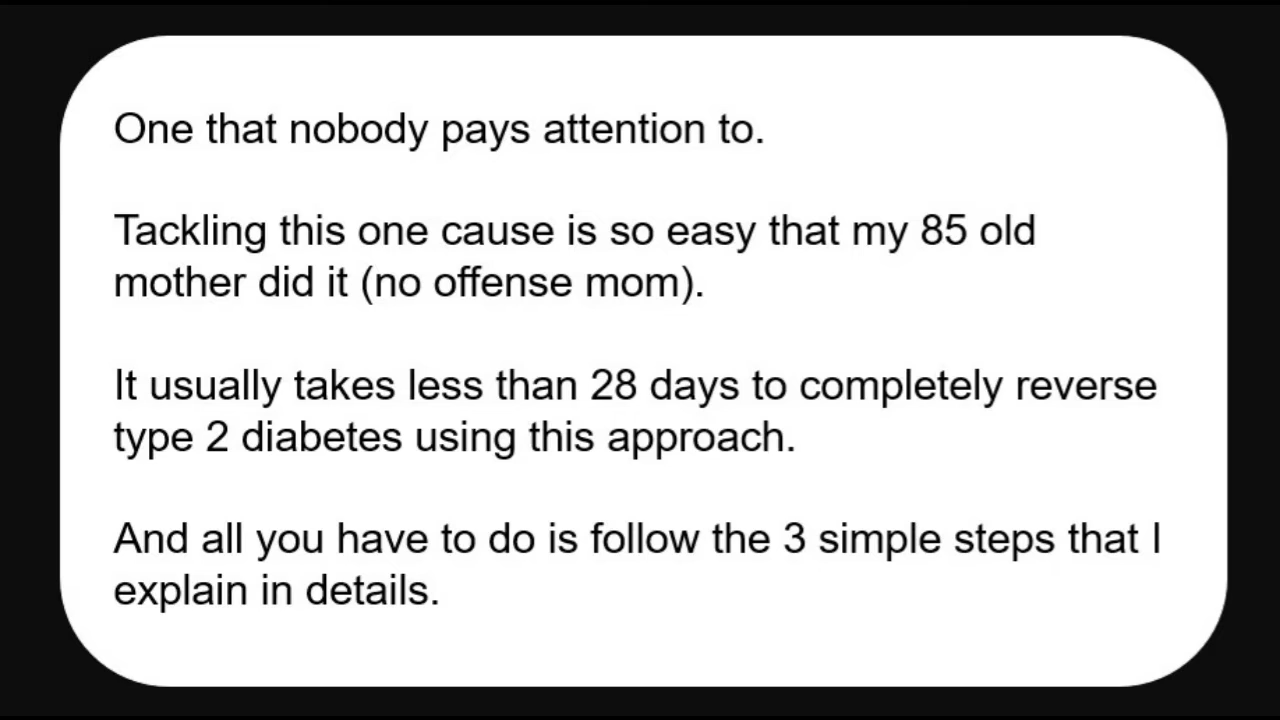 One that nobody pays attention to.
Tackling this one cause is so easy that my 85 old
mother did it (no offense mom).
It usually takes less than 28 days to completely reverse
type 2 diabetes using this approach.
And all you have to do is follow the 3 simple steps that I
explain in details.